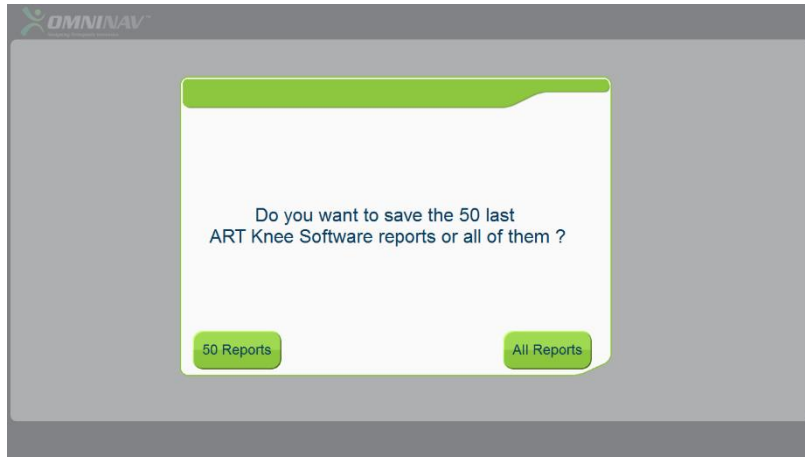 OMNINAV
Do you want to save the 50 last
ART Knee Software reports or all of them ?
50 Reports
All Reports